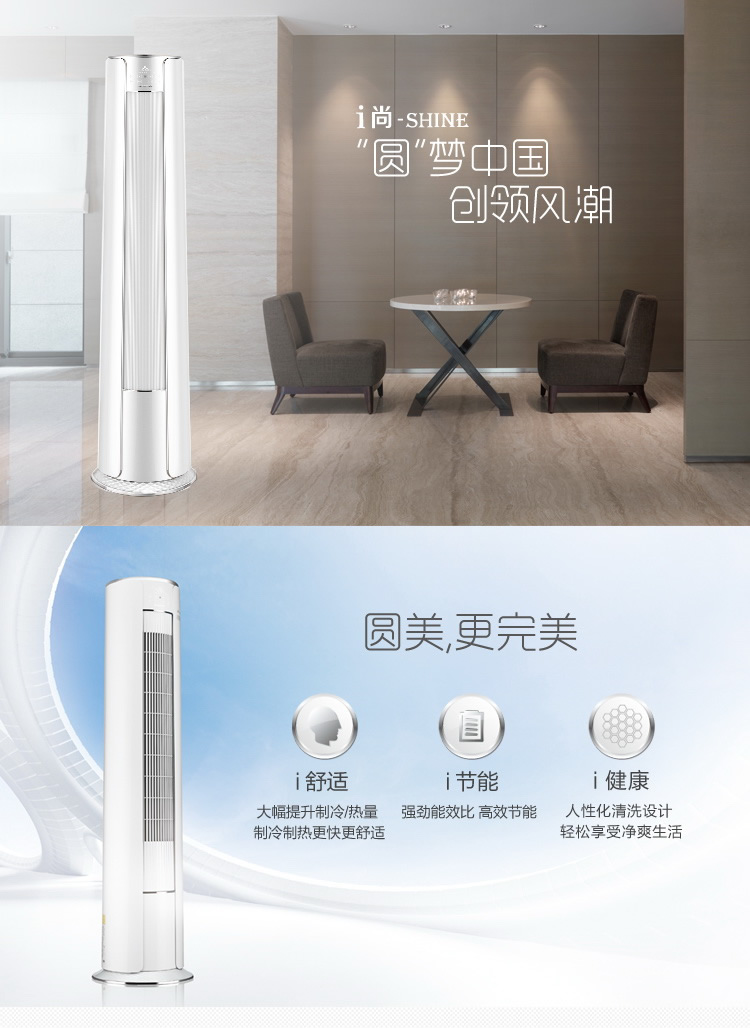 i尚-SHINE
"圆"梦中国
创领风潮
圆美,更完美
i舒适
i节能
i健康
大幅提升制冷/热量
制冷制热更快更舒适
强劲能效比 高效节能
人性化清洗设计
轻松享受净爽生活